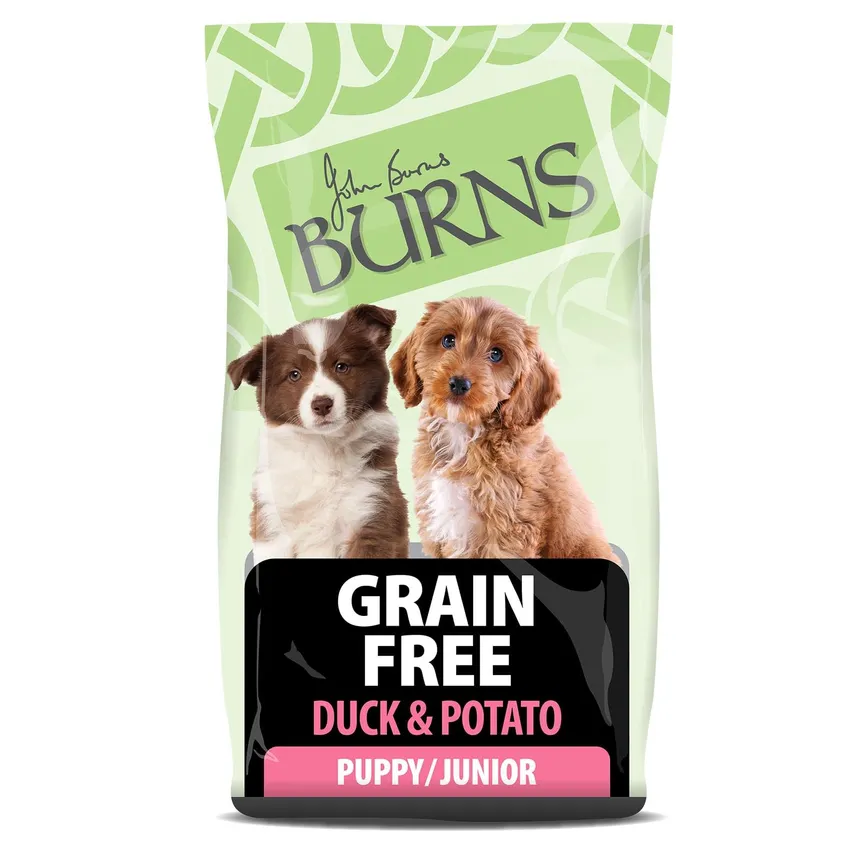 John Burns
BURNS
GRAIN
FREE
DUCK & POTATO
PUPPY/JUNIOR